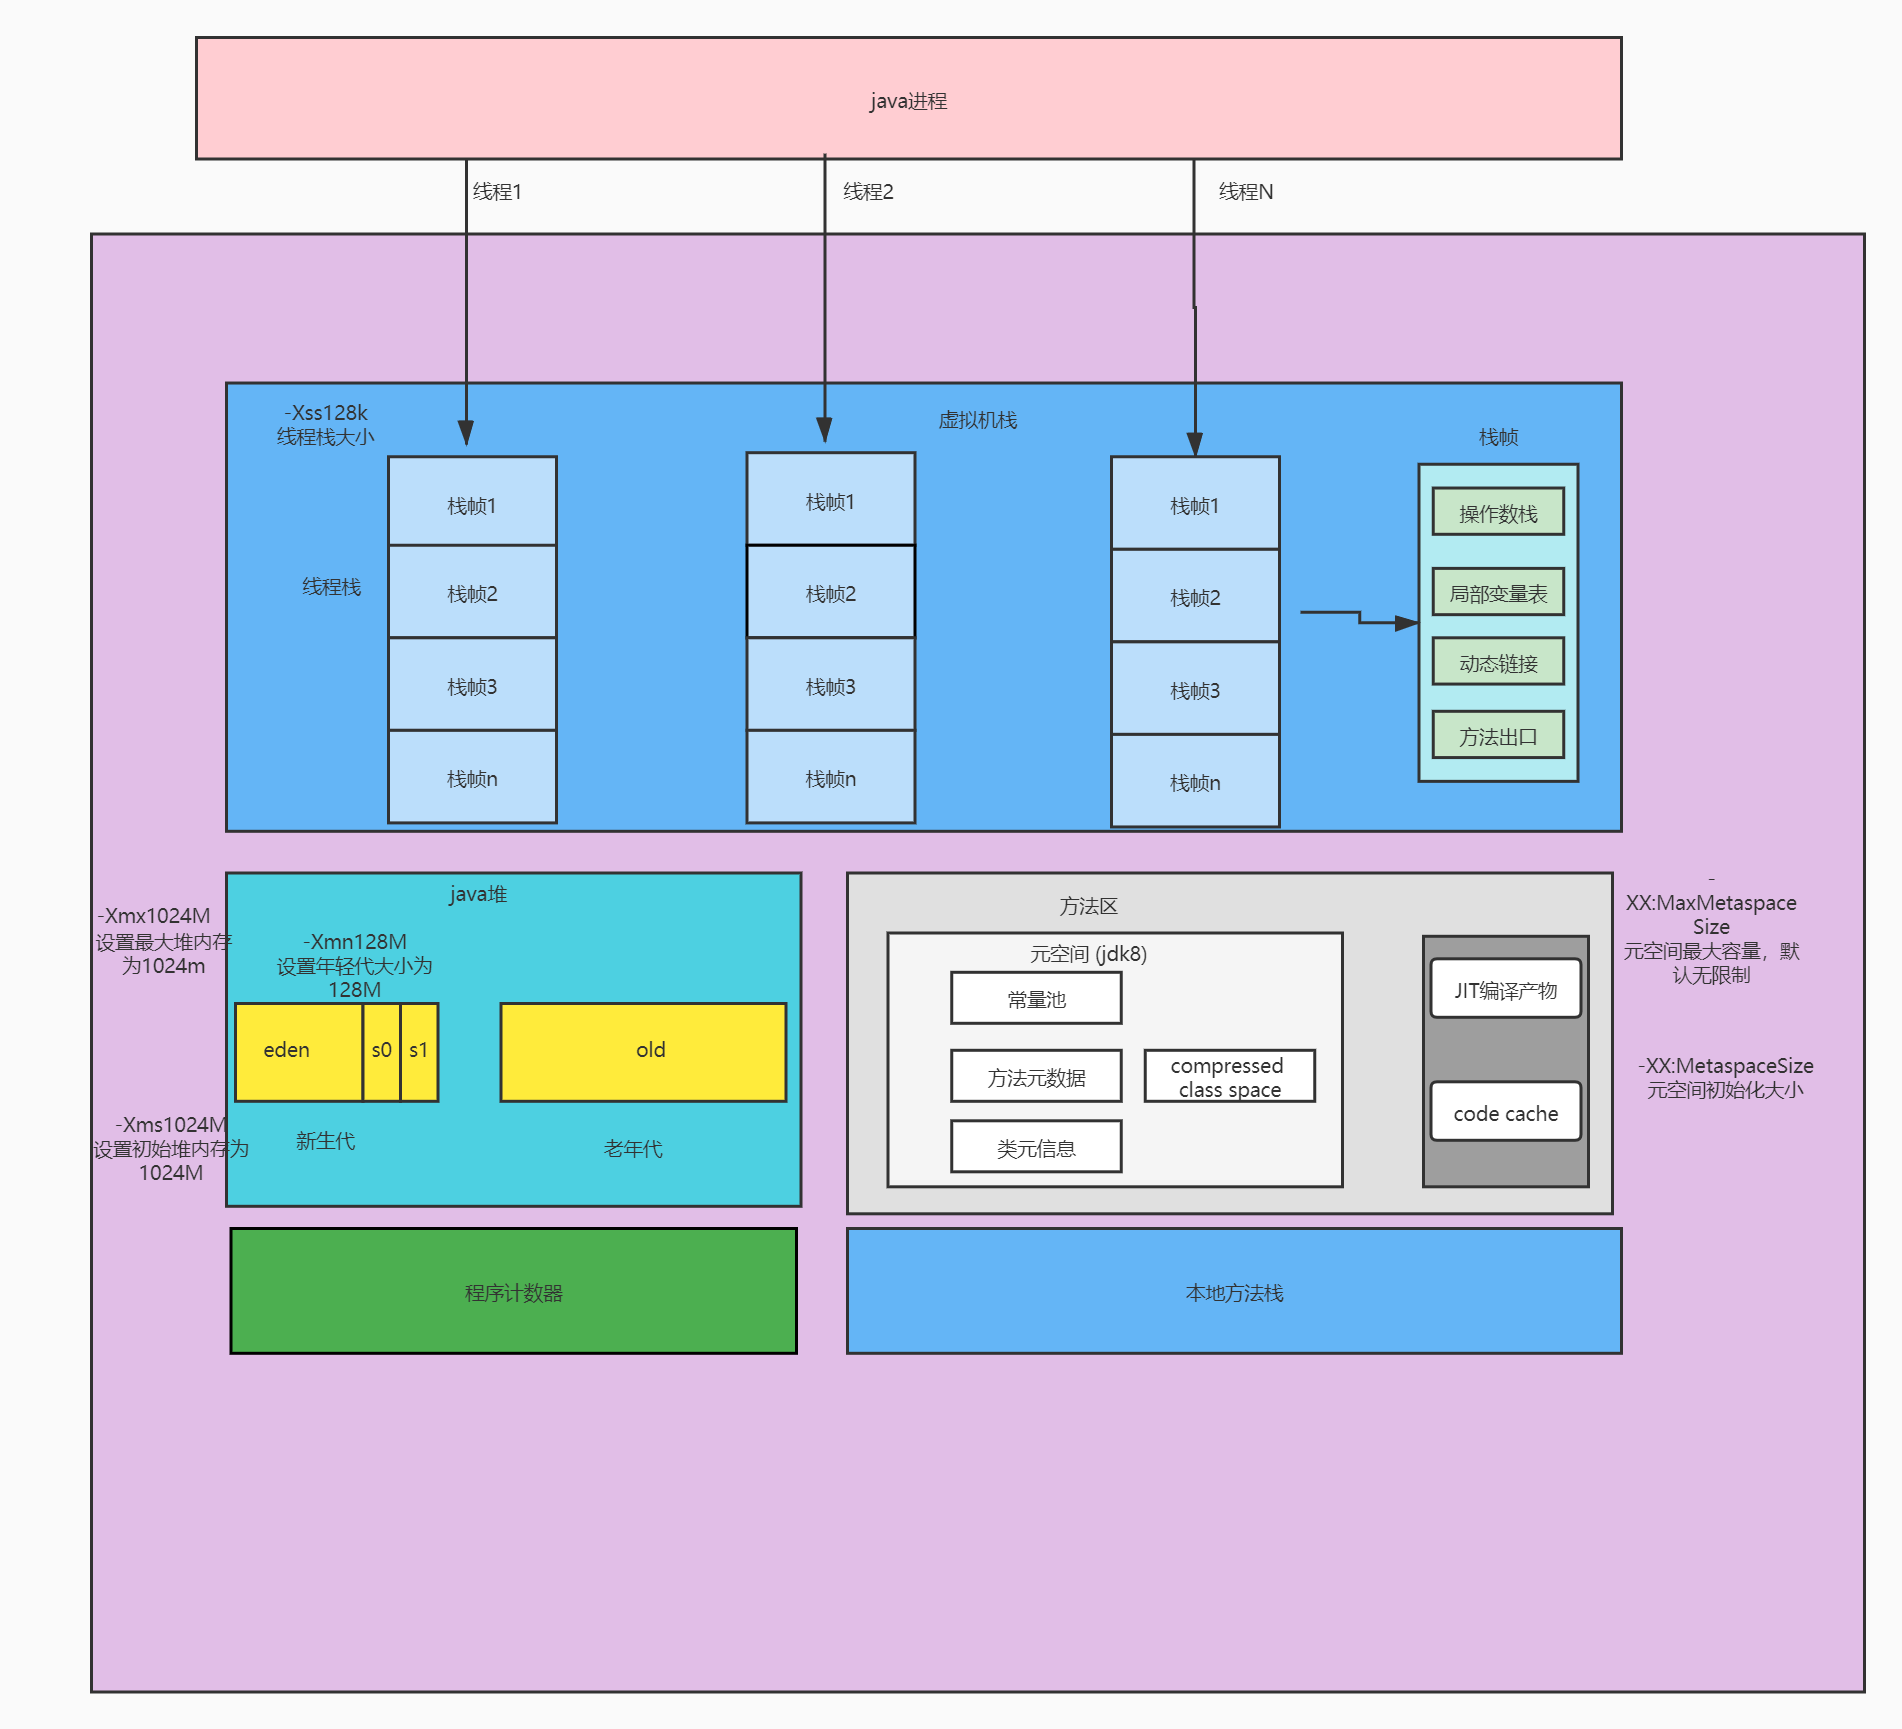 java进程
线程1
线程2
线程N
-Xss128k
线程栈大小
虚拟机栈
栈帧
线程栈
栈帧1
栈帧2
栈帧3
栈帧n
栈帧1
栈帧2
栈帧3
栈帧n
栈帧1
栈帧2
栈帧3
栈帧n
操作数栈
局部变量表
动态链接
方法出口
-Xmx1024M
设置最大堆内存
为1024m
java堆
-Xmn128M
设置年轻代大小为
128M
eden
s0
s1
old
新生代
老年代
-Xms1024M
设置初始堆内存为
1024M
方法区
元空间 (jdk8)
常量池
方法元数据
类元信息
compressed
class space
JIT编译产物
code cache
-
XX:MaxMetaspace
Size
元空间最大容量，默
认无限制
-XX:MetaspaceSize
元空间初始化大小
程序计数器
本地方法栈